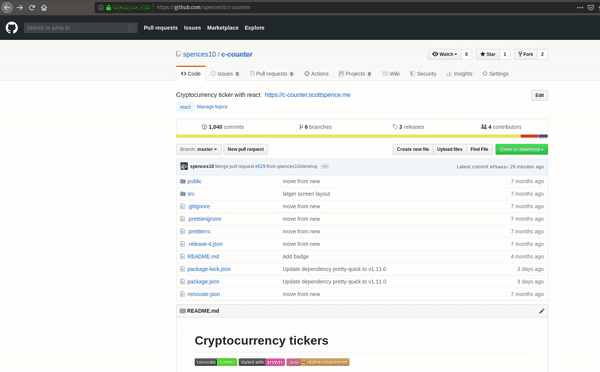 https://github.com/spences10/c-counter
Search or jump to...
Pull requests Issues Marketplace Explore
spences10 / c-counter
Watch 0 Star 1 Fork 2
Code Issues Pull requests Actions Projects Wiki Security Insights Settings
Cryptocurrency ticker with react https://c-counter.scottspence.me Edit
react Manage topics
1,040 commits 6 branches 3 releases 4 contributors
Branch: master New pull request Create new file Upload files Find File Clone or download
spences10 Merge pull request #529 from spences10/develop Latest commit 29 minutes ago
public move from new 7 months ago
src larger screen layout 7 months ago
.gitignore move from new 7 months ago
.prettierignore move from new 7 months ago
.prettierrc move from new 7 months ago
.release-it.json move from new 7 months ago
README.md Add badge 4 months ago
package-lock.json Update dependency pretty-quick to v1.11.0 3 days ago
package.json Update dependency pretty-quick to v1.11.0 3 days ago
renovate.json move from new 7 months ago
README.md
Cryptocurrency tickers
renovate styled with prettier style styled-components